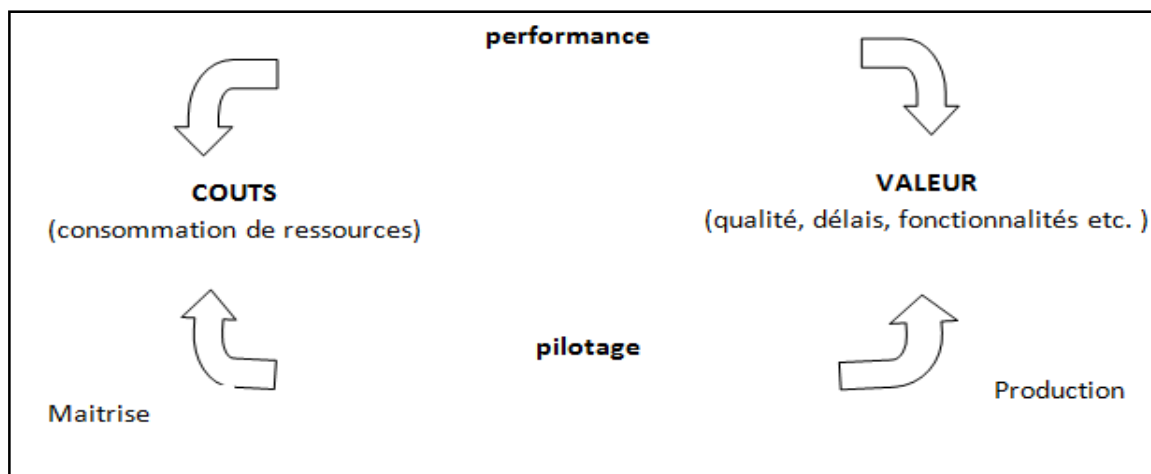 performance
COUTS
(consommation de ressources)
VALEUR
(qualité, délais, fonctionnalités etc. )
pilotage
Maitrise
Production